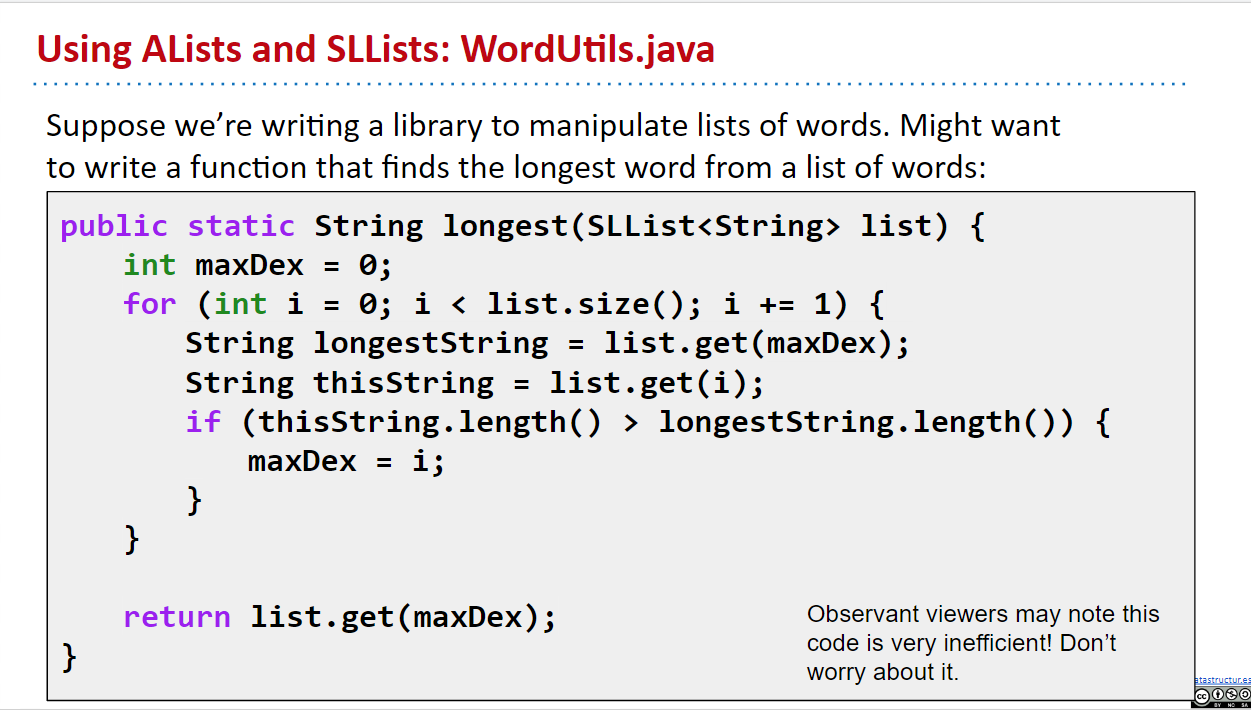 Using ALists and SLLists: WordUtils.java
Suppose we’re writing a library to manipulate lists of words. Might want
to write a function that finds the longest word from a list of words:
public static String longest(SLList<String> list) {
int maxDex = 0;
for (int i = 0; i < list.size(); i += 1) {
String longestString = list.get(maxDex);
String thisString = list.get(i);
if (thisString.length() > longestString.length()) {
maxDex = i;
}
}
return list.get(maxDex);
}
Observant viewers may note this
code is very inefficient! Don’t
worry about it.
atastructur.es
cc
BY NC SA